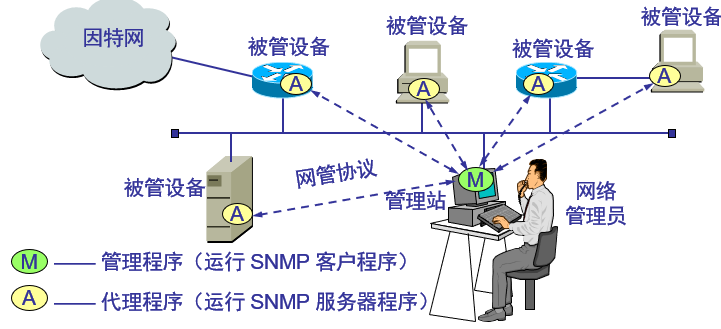 因特网
被管设备
被管设备
被管设备
被管设备
A
A
A
A
网管协议
M
被管设备
A
管理站
网络
管理员
M 管理程序（运行 SNMP 客户程序）
A 代理程序（运行 SNMP 服务器程序）